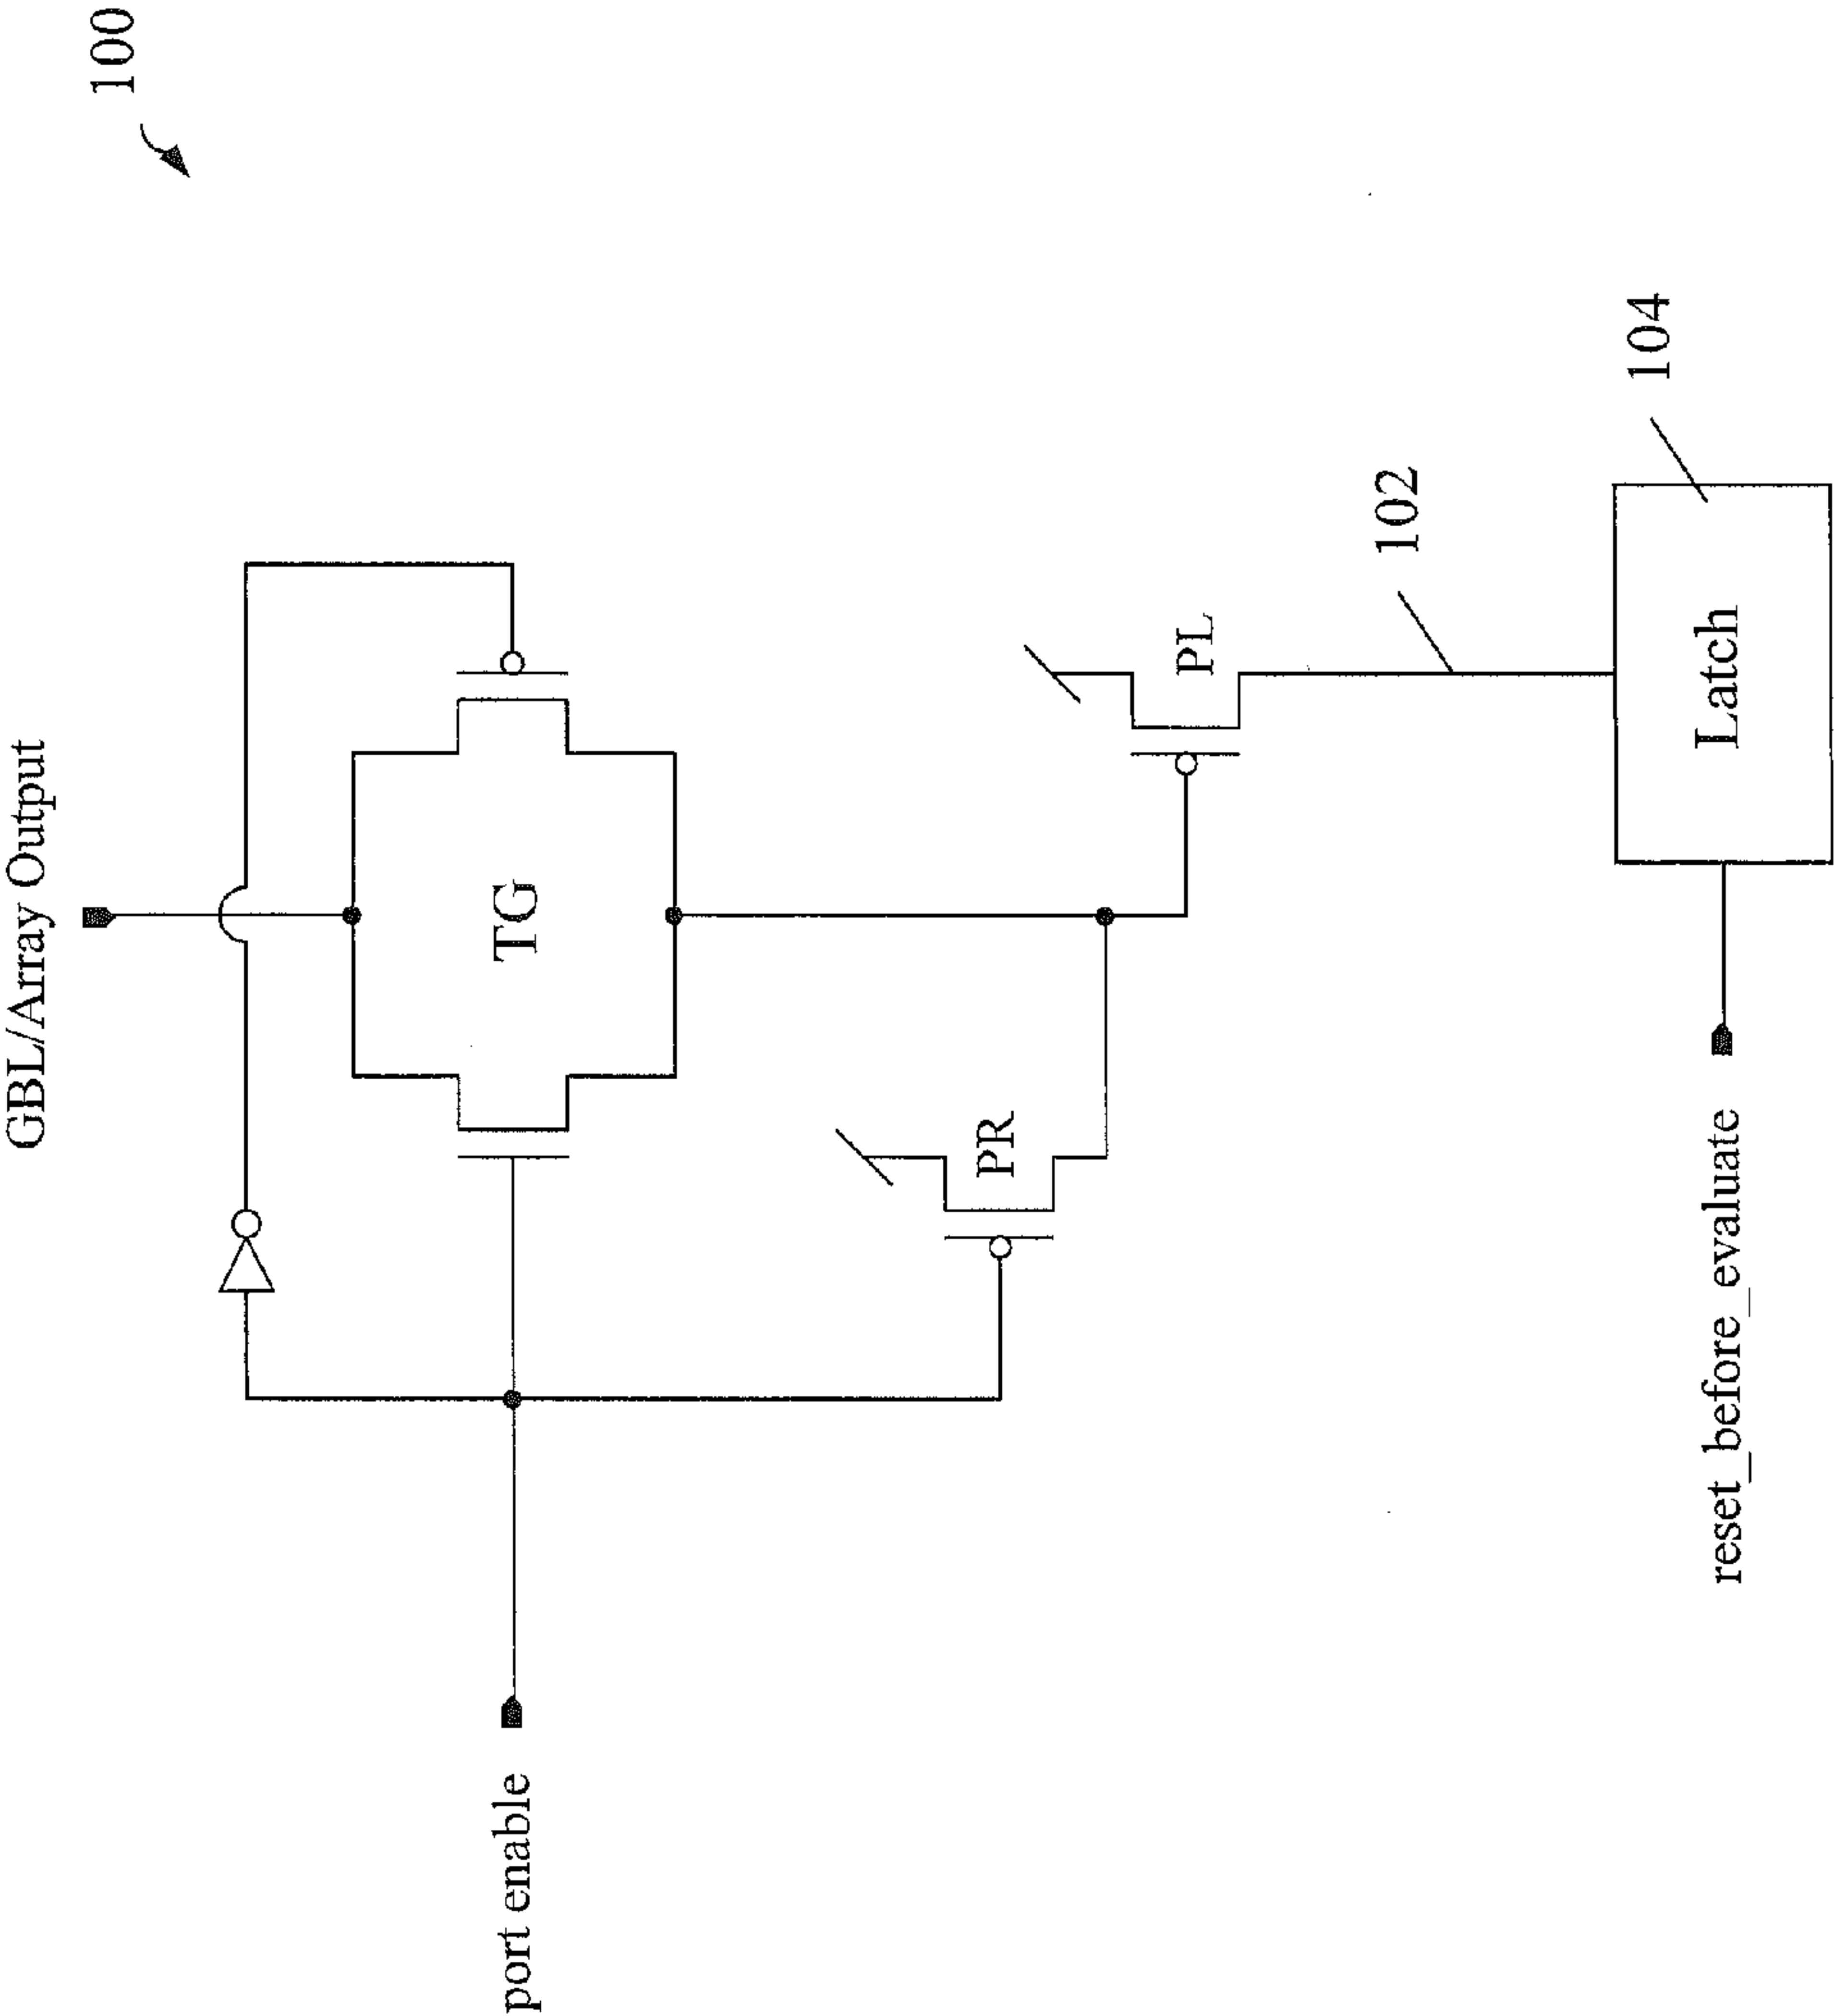 100
GBL/Array Output
TG
port enable
PR
PL
102
104
Latch
reset_before_evaluate